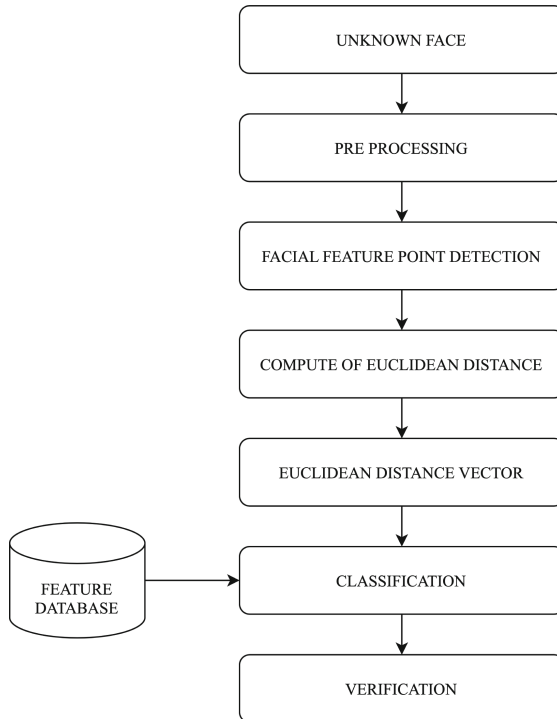 UNKNOWN FACE
PRE PROCESSING
FACIAL FEATURE POINT DETECTION
COMPUTE OF EUCLIDEAN DISTANCE
EUCLIDEAN DISTANCE VECTOR
FEATURE
DATABASE
CLASSIFICATION
VERIFICATION